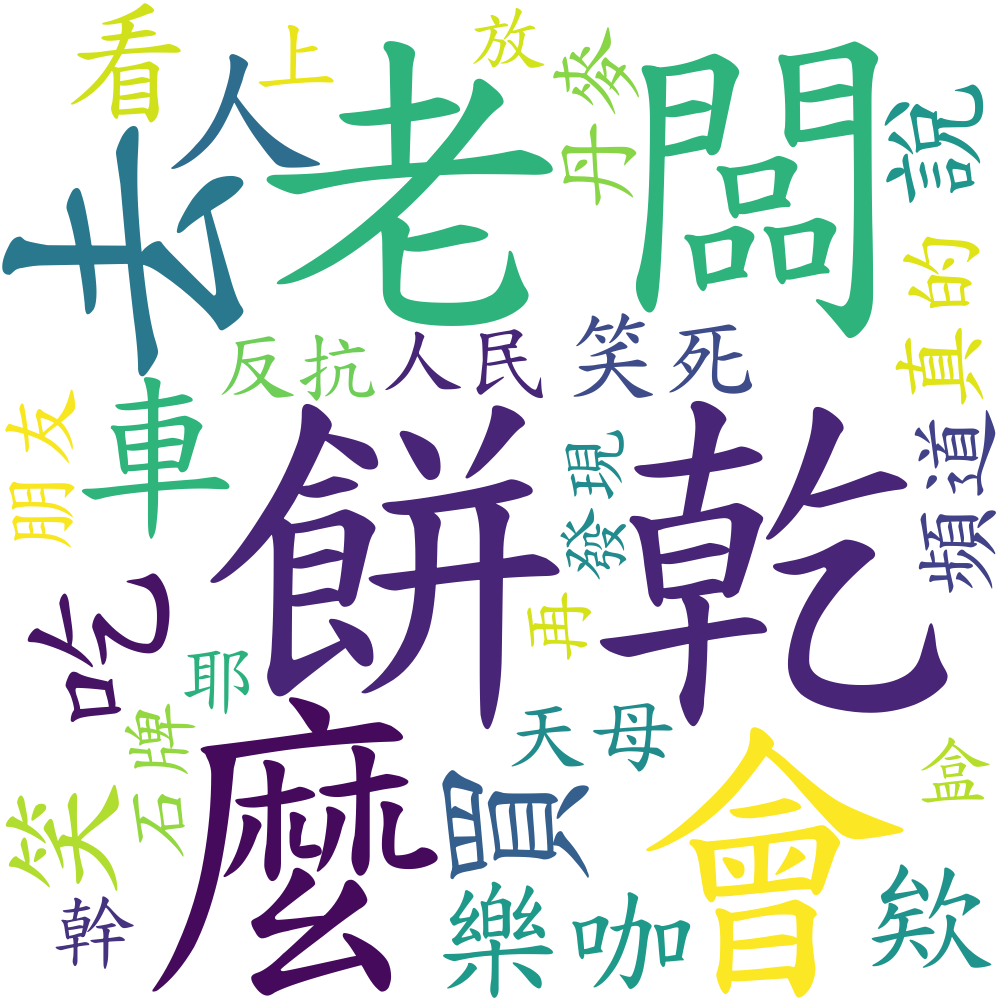 看
人
上
放
老闆
丹麥
說
去
真的
反抗
人民
笑死
車
朋友
餅乾
發現
頻道
吃
再
耶
石牌
麼
天母
買
會
盒
笑
幹
樂咖
欸